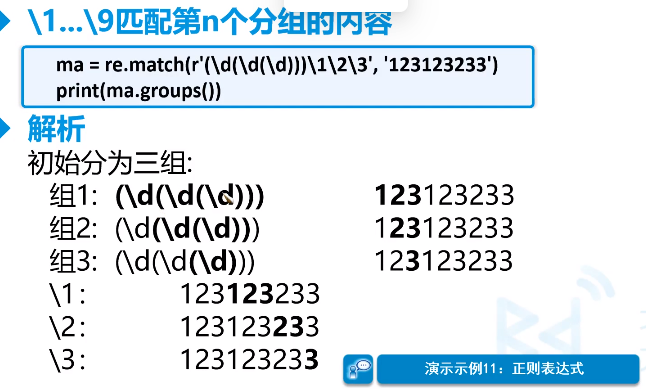 \1...\9匹配第n个分组的内容
ma = re.match(r'(\d(\d(\d)))\1\2\3', '123123233')
print(ma.groups())
解析
初始分为三组:
组1: (\d(\d(\d))) 123123233
组2: (\d(\d(\d))) 123123233
组3: (\d(\d(\d))) 123123233
\1: 123123233
\2: 123123233
\3: 123123233
演示示例11：正则表达式